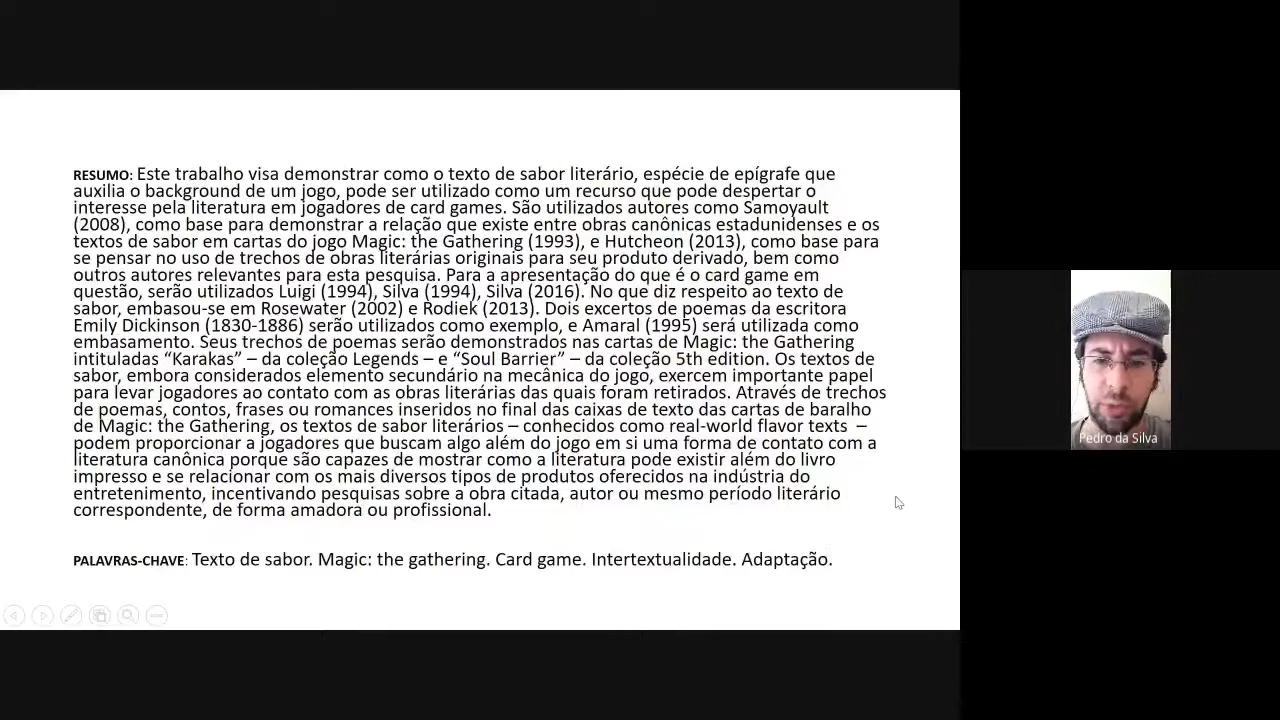 RESUMO: Este trabalho visa demonstrar como o texto de sabor literário, espécie de epígrafe que
auxilia o background de um jogo, pode ser utilizado como um recurso que pode despertar o
interesse pela literatura em jogadores de card games. São utilizados autores como Samoyault
(2008), como base para demonstrar a relação que existe entre obras canônicas estadunidenses e os
textos de sabor em cartas do jogo Magic: the Gathering (1993), e Hutcheon (2013), como base para
se pensar no uso de trechos de obras literárias originais para seu produto derivado, bem como
outros autores relevantes para esta pesquisa. Para a apresentação do que é o card game em
questão, serão utilizados Luigi (1994), Silva (1994), Silva (2016). No que diz respeito ao texto de
sabor, embasou-se em Rosewater (2002) e Rodiek (2013). Dois excertos de poemas da escritora
Emily Dickinson (1830-1886) serão utilizados como exemplo, e Amaral (1995) será utilizada como
embasamento. Seus trechos de poemas serão demonstrados nas cartas de Magic: the Gathering
intituladas “Karakas” – da coleção Legends – e “Soul Barrier” – da coleção 5th edition. Os textos de
sabor, embora considerados elemento secundário na mecânica do jogo, exercem importante papel
para levar jogadores ao contato com as obras literárias das quais foram retirados. Através de trechos
de poemas, contos, frases ou romances inseridos no final das caixas de texto das cartas de baralho
de Magic: the Gathering, os textos de sabor literários – conhecidos como real-world flavor texts –
podem proporcionar a jogadores que buscam algo além do jogo em si uma forma de contato com a
literatura canônica porque são capazes de mostrar como a literatura pode existir além do livro
impresso e se relacionar com os mais diversos tipos de produtos oferecidos na indústria do
entretenimento, incentivando pesquisas sobre a obra citada, autor ou mesmo período literário
correspondente, de forma amadora ou profissional.
PALAVRAS-CHAVE: Texto de sabor. Magic: the gathering. Card game. Intertextualidade. Adaptação.
Pedro da Silva